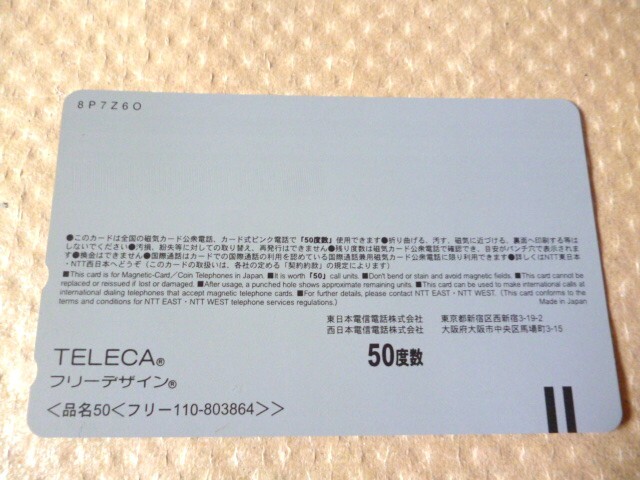 8P7Z6O
●このカードは全国の磁気カード公衆電話、カード式ピンク電話で「50度数」使用できます●折り曲げる、汚す、磁気に近づける、裏面へ印刷する等は
しないでください●汚損、紛失等に対しての取り替え、再発行はできません●残り度数は磁気カード公衆電話で確認でき、目安がパンチ穴で表示されま
す●換金はできません●国際通話はカードでの国際通話の利用を認めている国際通話兼用磁気カード公衆電話に限り利用できます●詳しくはNTT東日本
・NTT西日本へどうぞ（このカードの取扱いは、各社の定める「契約約款」の規定によります）
■This card is for Magnetic-Card／Coin Telephones in Japan. ■It is worth「50」call units. ■Don't bend or stain and avoid magnetic fields. ■This card cannot be
replaced or reissued if lost or damaged. ■After usage, a punched hole shows approximate remaining units. ■This card can be used to make international calls at
international dialing telephones that accept magnetic telephone cards. ■For further details, please contact NTT EAST・NTT WEST. (This card conforms to the
terms and conditions for NTT EAST・NTT WEST telephone services regulations.)
Made in Japan
東日本電信電話株式会社 東京都新宿区西新宿3-19-2
西日本電信電話株式会社 大阪府大阪市中央区馬場町3-15
TELECA®
50度数
フリーデザイン®
＜品名50＜フリー110-803864＞＞